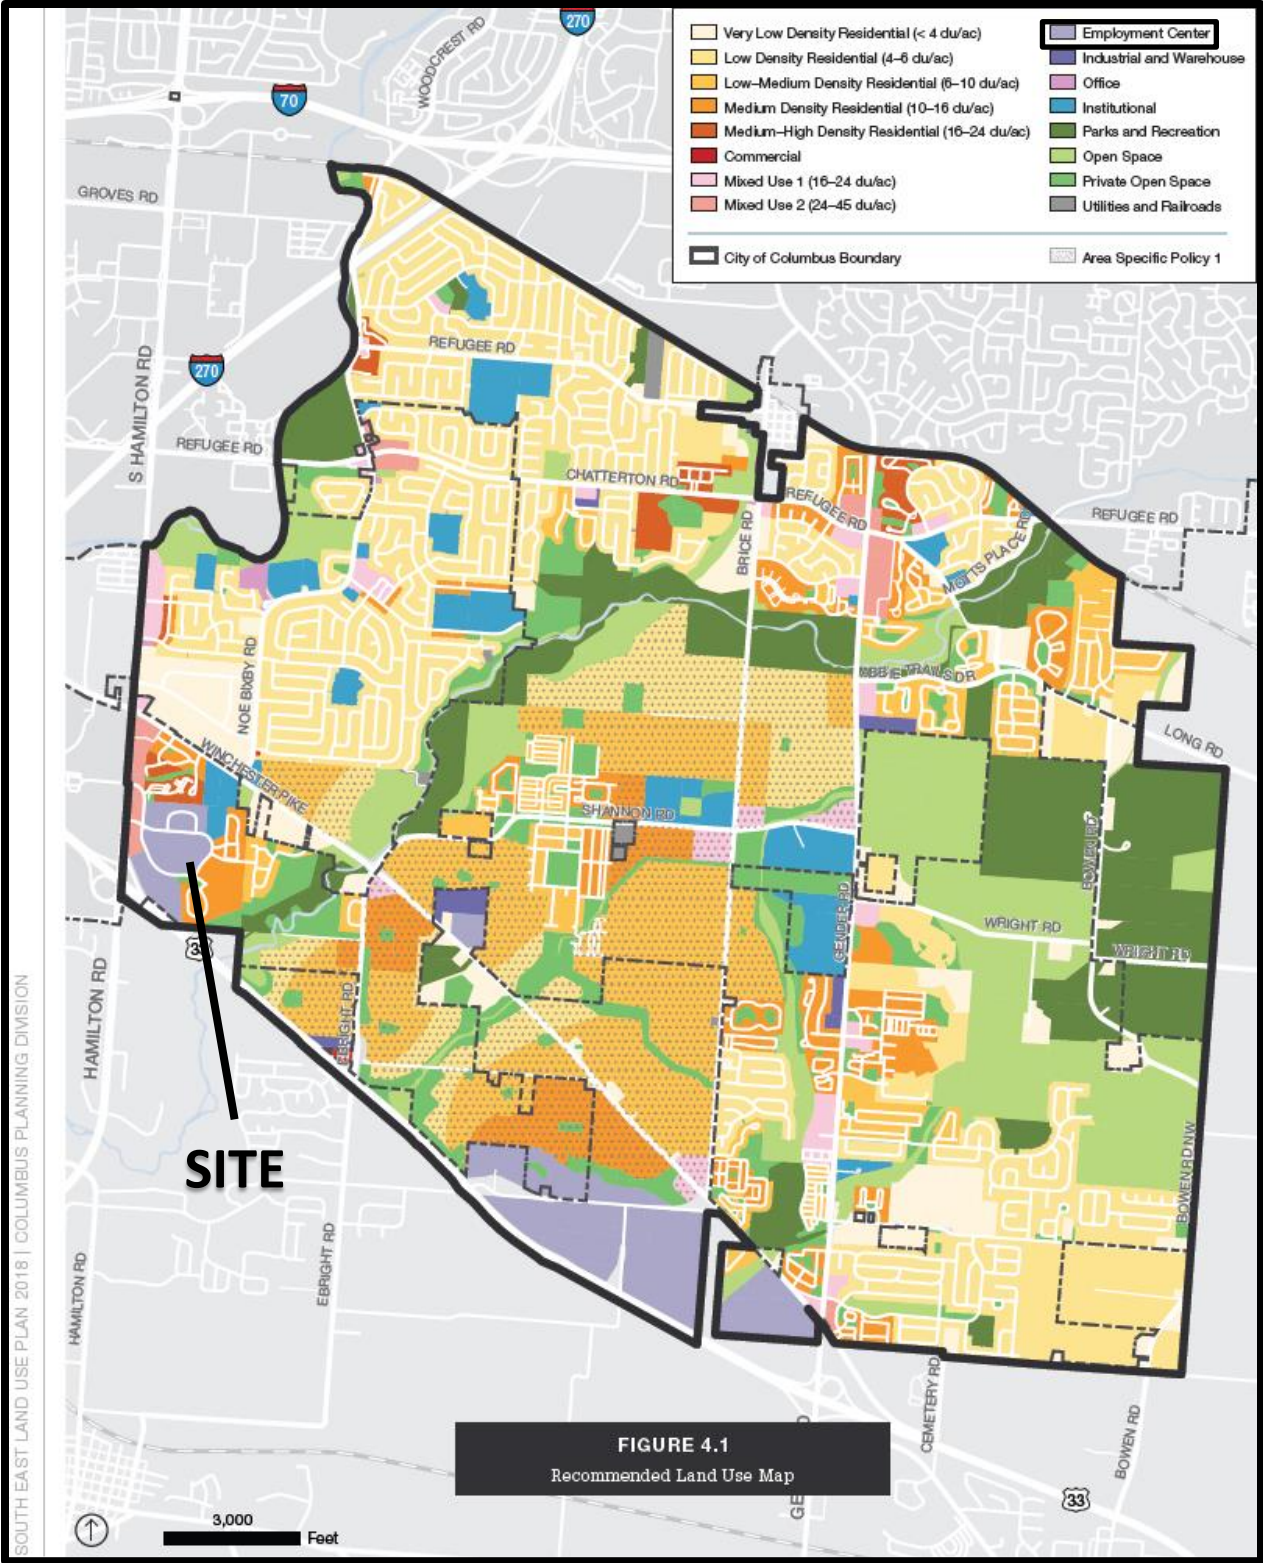 270
WOODCREST RD
70
GROVES RD
Very Low Density Residential (< 4 du/ac)
Low Density Residential (4–6 du/ac)
Low–Medium Density Residential (6–10 du/ac)
Medium Density Residential (10–16 du/ac)
Medium–High Density Residential (16–24 du/ac)
Commercial
Mixed Use 1 (16–24 du/ac)
Mixed Use 2 (24–45 du/ac)
City of Columbus Boundary
Employment Center
Industrial and Warehouse
Office
Institutional
Parks and Recreation
Open Space
Private Open Space
Utilities and Railroads
Area Specific Policy 1
REFUGEE RD
270
S HAMILTON RD
REFUGEE RD
CHATTERTON RD
REFUGEE RD
BRICE RD
REFUGEE RD
MOTTS PLACE RD
NOE BIXBY RD
TRAILS DR
LONG RD
WINCHESTER PIKE
SHANNON RD
BOWEN RD
GENDER RD
WRIGHT RD
WRIGHT RD
33
HAMILTON RD
EBRIGHT RD
SITE
BOWEN RD NW
EBRIGHT RD
HAMILTON RD
CEMETERY RD
BOWEN RD
GE
D
33
FIGURE 4.1
Recommended Land Use Map
3,000
Feet
SOUTH EAST LAND USE PLAN 2018 | COLUMBUS PLANNING DIVISION